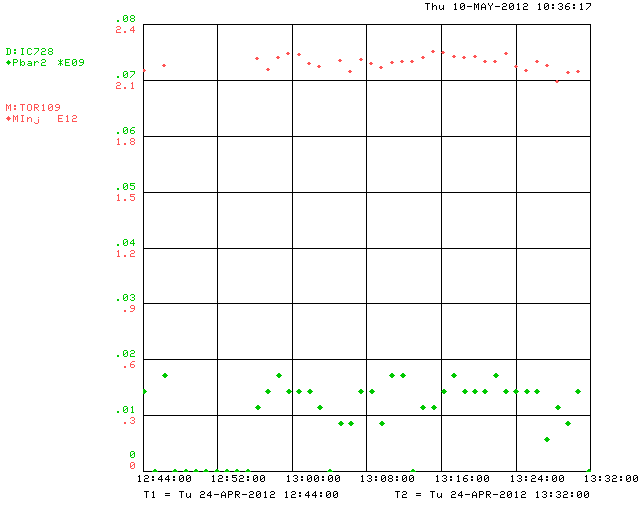 Thu 10-MAY-2012 10:36:17
D:IC728
◆Pbar2 *E09
M:TOR109
◆MInj E12
.08
2.4
.07
2.1
.06
1.8
.05
1.5
.04
1.2
.03
.9
.02
.6
.01
.3
0
0
12:44:00 12:52:00 13:00:00 13:08:00 13:16:00 13:24:00 13:32:00
T1 = Tu 24-APR-2012 12:44:00 T2 = Tu 24-APR-2012 13:32:00